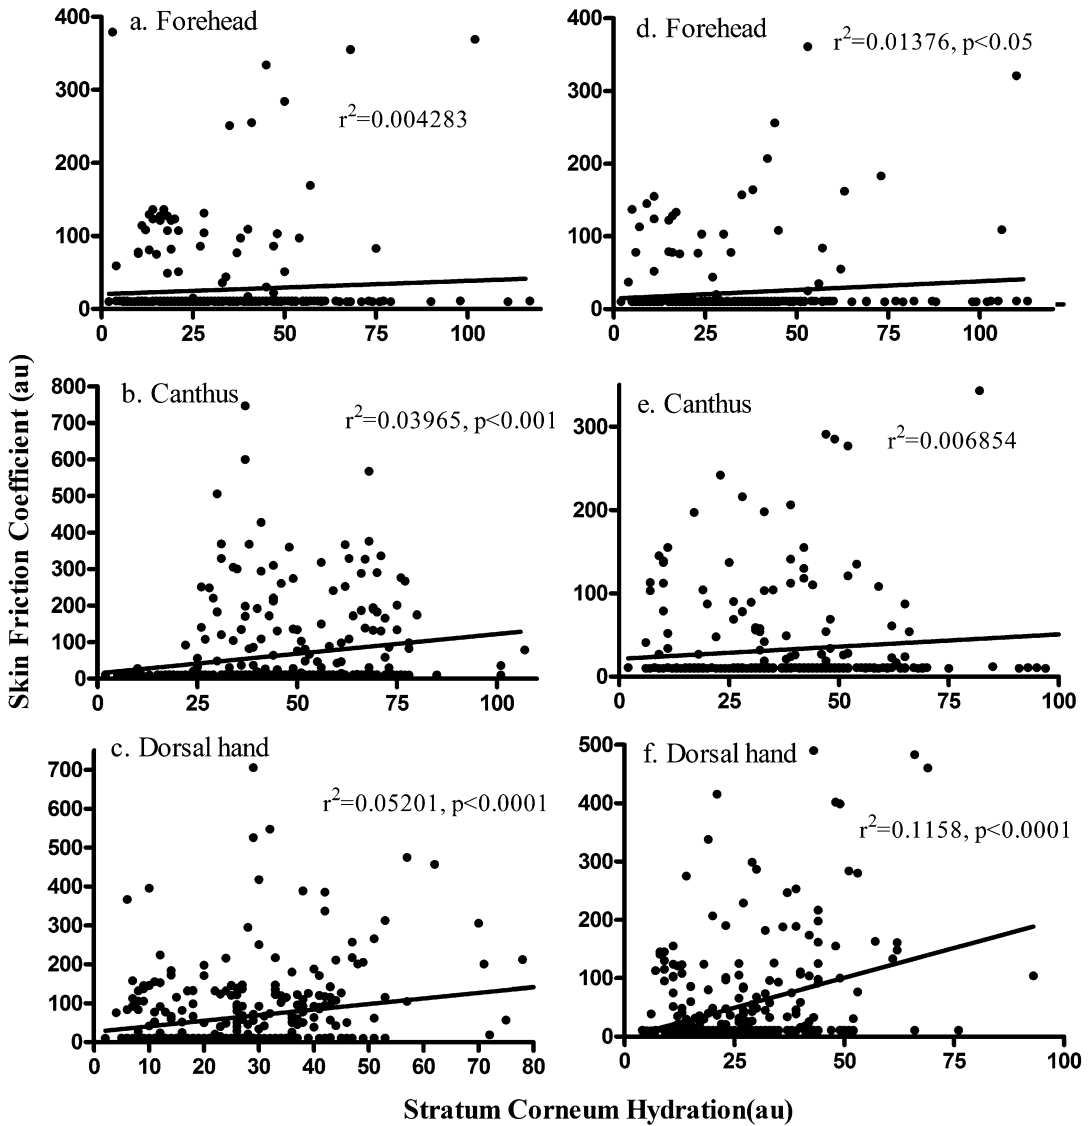 a. Forehead
r²=0.004283
400
300
200
100
0
0 25 50 75 100
d. Forehead
r²=0.01376, p<0.05
400
300
200
100
0
0 25 50 75 100
Skin Friction Coefficient (au)
b. Canthus
r²=0.03965, p<0.001
800
700
600
500
400
300
200
100
0
0 25 50 75 100
e. Canthus
r²=0.006854
300
200
100
0
0 25 50 75 100
c. Dorsal hand
r²=0.05201, p<0.0001
700
600
500
400
300
200
100
0
0 10 20 30 40 50 60 70 80
f. Dorsal hand
r²=0.1158, p<0.0001
500
400
300
200
100
0
0 25 50 75 100
Stratum Corneum Hydration(au)